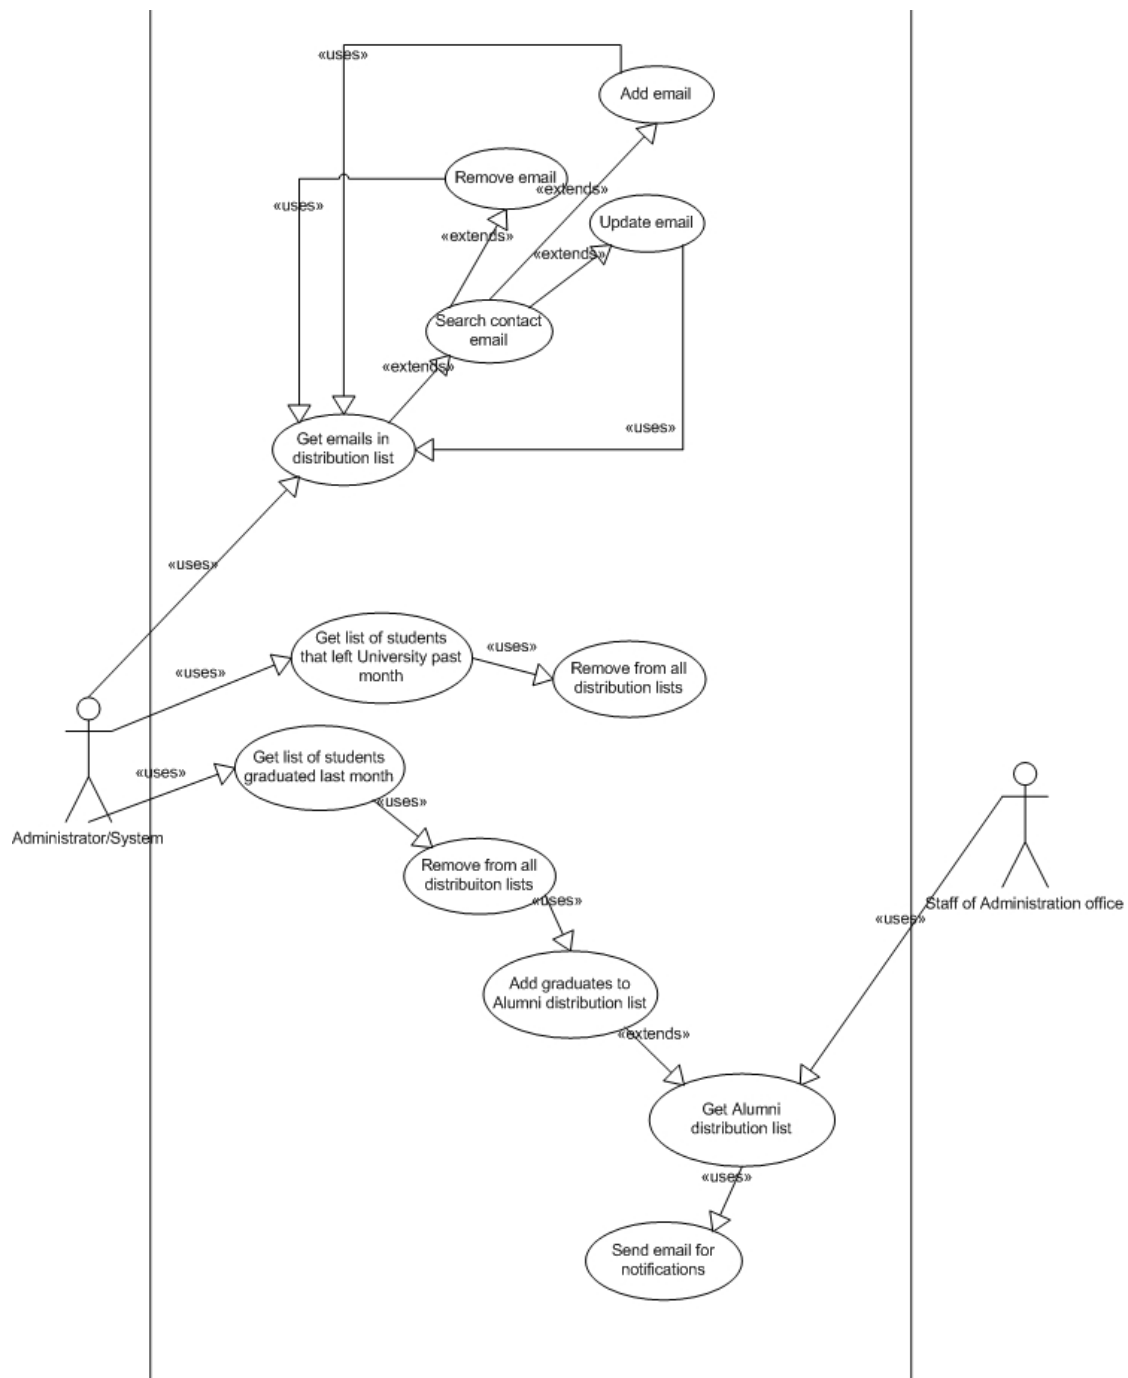 «uses»
Add email
Remove email
«extends»
«uses»
Update email
«extends»
«extends»
Search contact
email
«extends»
«uses»
Get emails in
distribution list
«uses»
Get list of students
that left University past
month
«uses»
Remove from all
distribution lists
«uses»
Get list of students
graduated last month
«uses»
«uses»
Administrator/System
Remove from all
distribuiton lists
«uses»
Staff of Administration office
«uses»
Add graduates to
Alumni distribution list
«extends»
Get Alumni
distribution list
«uses»
Send email for
notifications